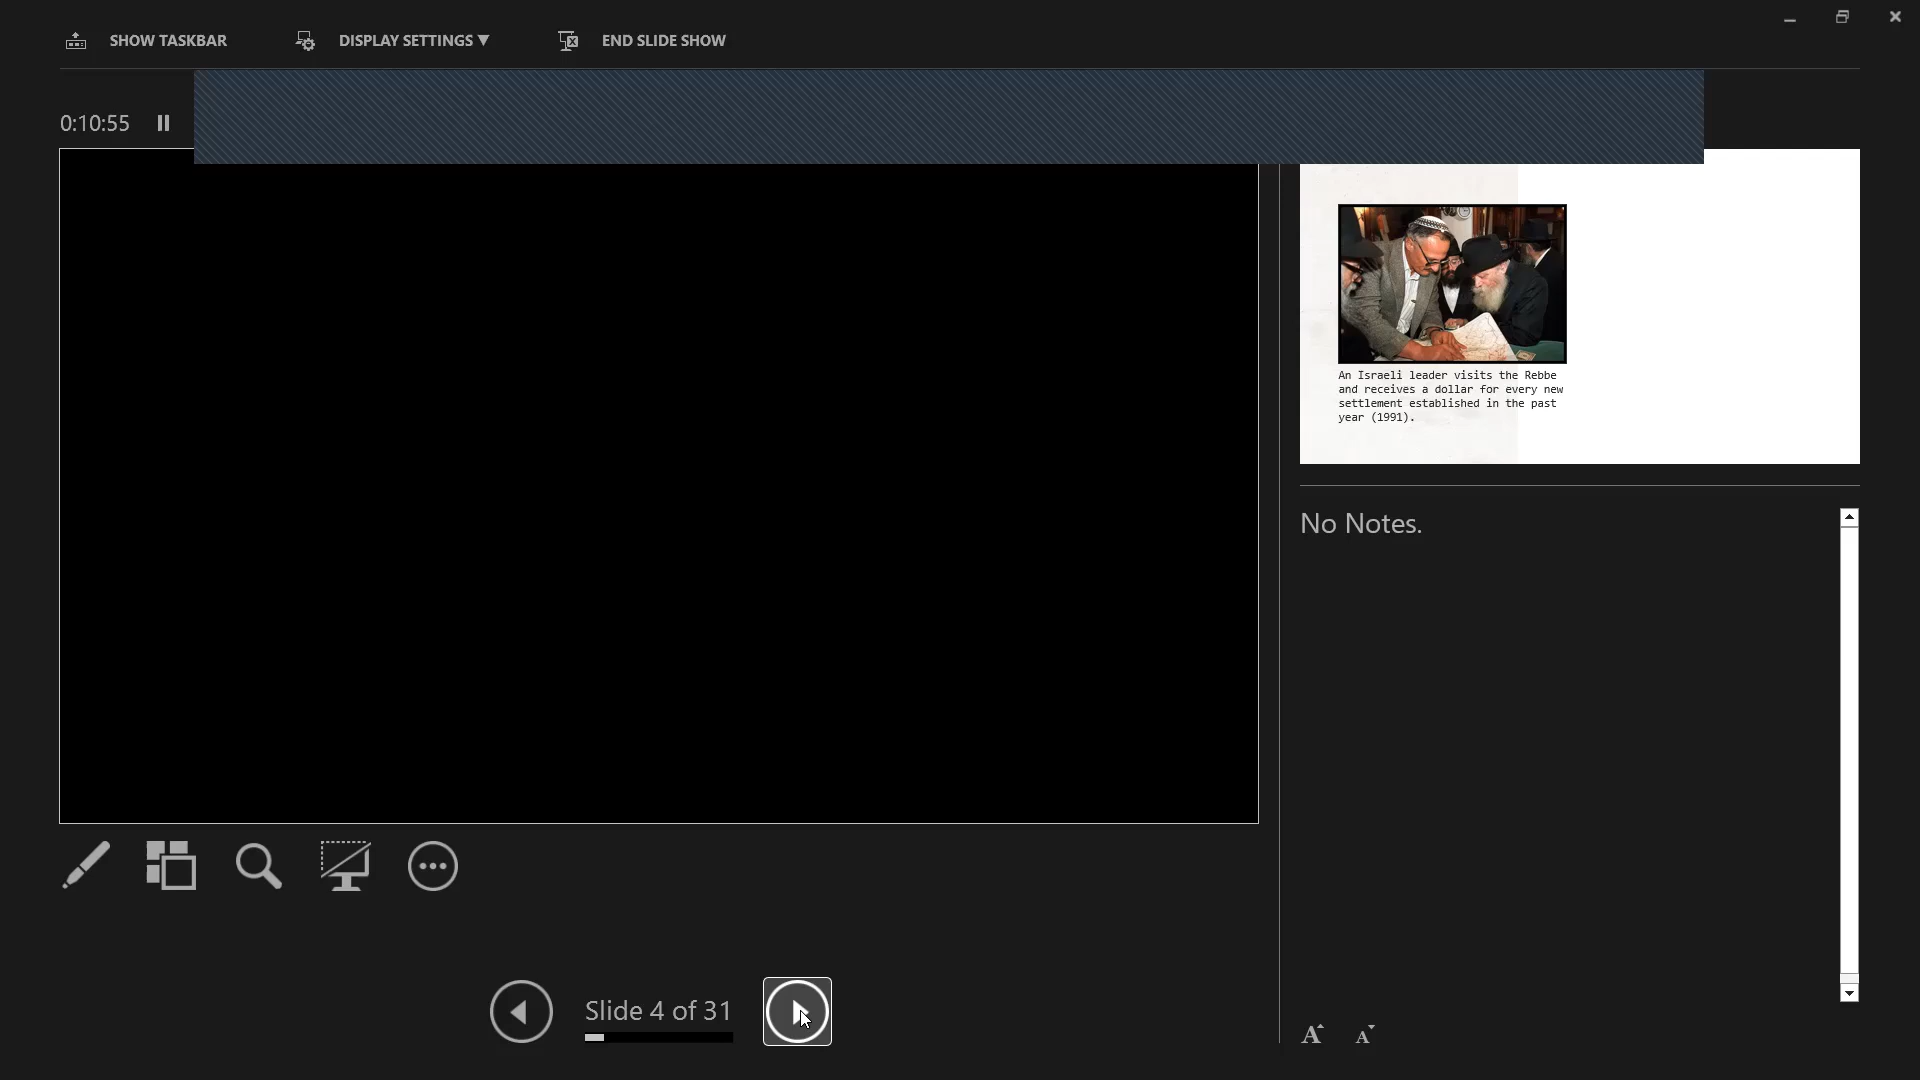 SHOW TASKBAR
DISPLAY SETTINGS ▼
END SLIDE SHOW
0:10:55
An Israeli leader visits the Rebbe
and receives a dollar for every new
settlement established in the past
year (1991).
No Notes.
Slide 4 of 31
A
A